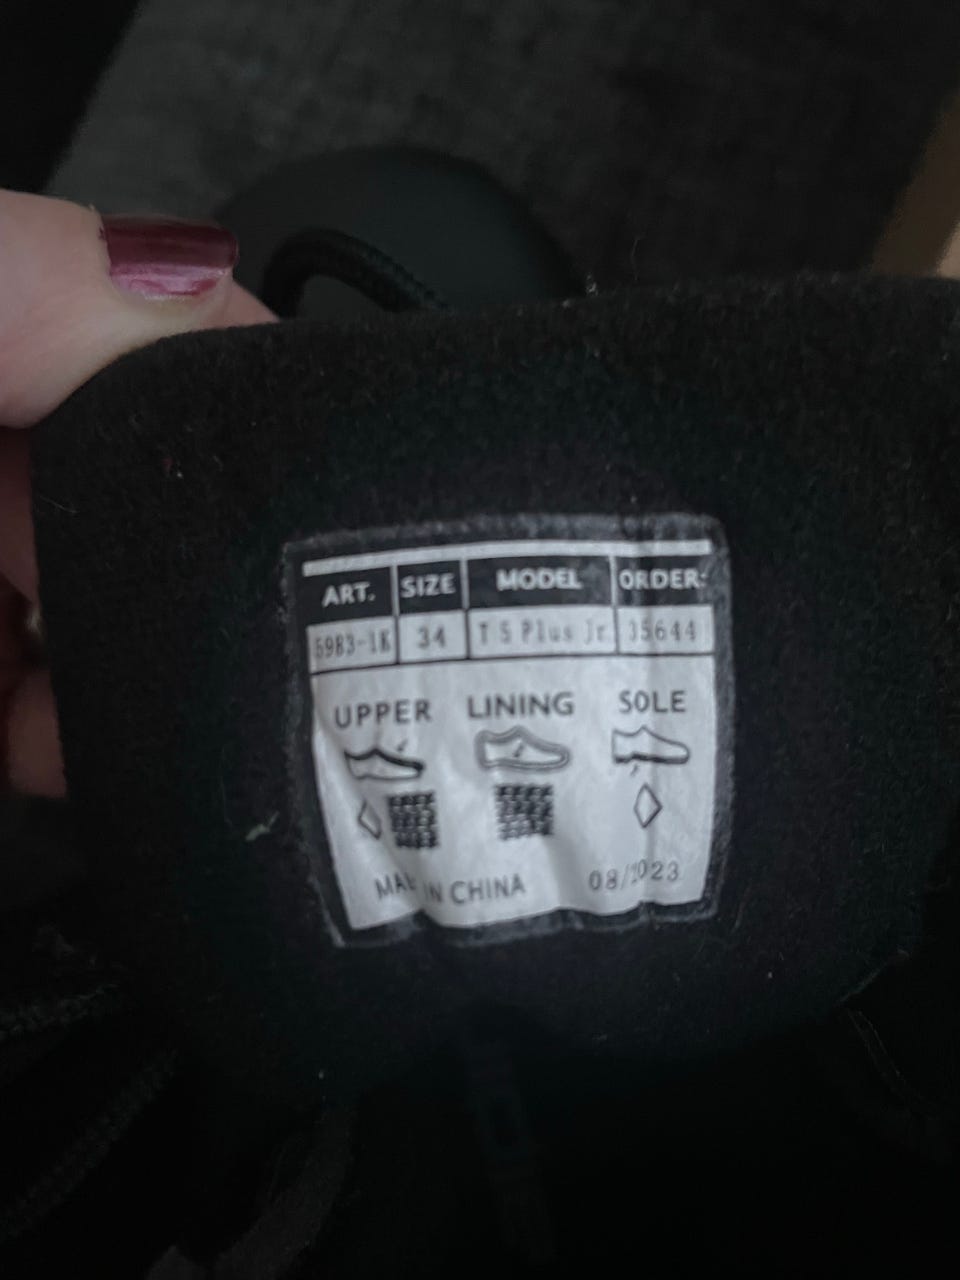 ART. SIZE MODEL ORDER:
5983-1K 34 T S Plus Jr 35644
UPPER LINING SOLE
IN CHINA 08/2023